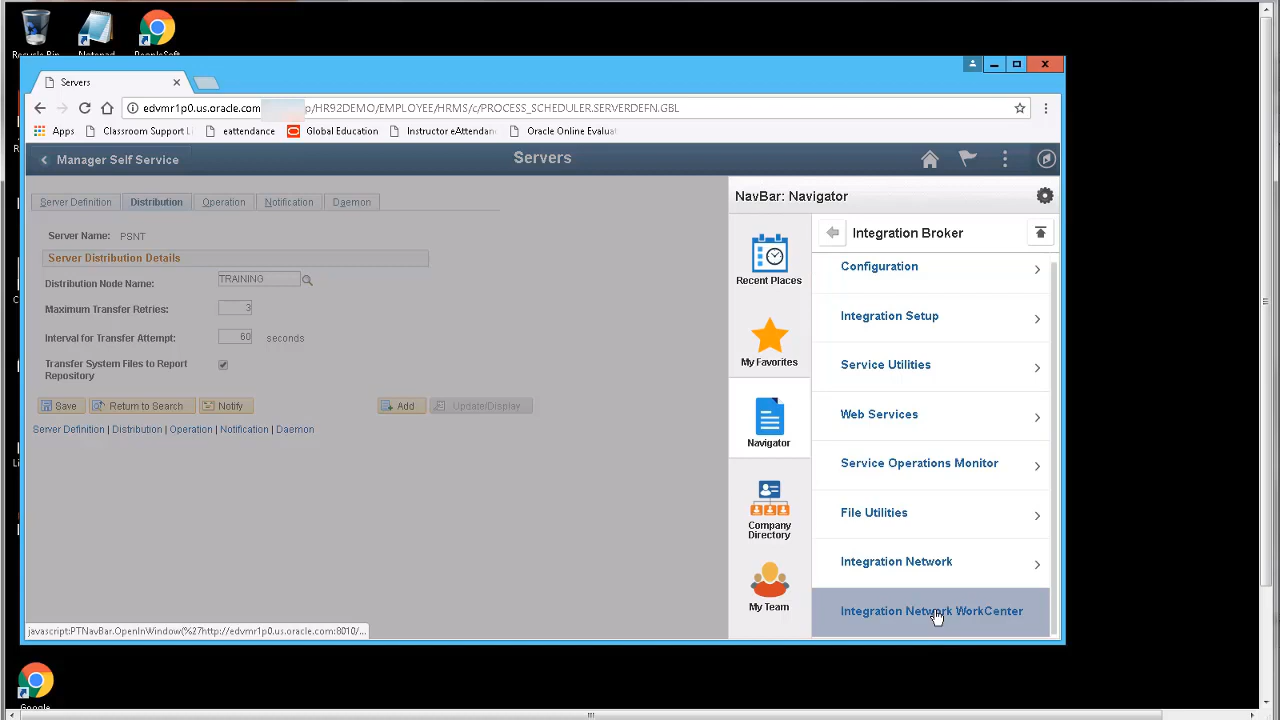 Recycle Bin
Notepad
PeopleSoft
Servers
edvmr1p0.us.oracle.com
p/HR92DEMO/EMPLOYEE/HRMS/c/PROCESS_SCHEDULER.SERVERDEFN.GBL
Apps
Classroom Support L
eattendance
Global Education
Instructor eAttendan
Oracle Online Evalua
Manager Self Service
Servers
NavBar: Navigator
Server Definition
Distribution
Operation
Notification
Daemon
Server Name: PSNT
Server Distribution Details
Distribution Node Name: TRAINING
Maximum Transfer Retries: 3
Interval for Transfer Attempt: 60 seconds
Transfer System Files to Report
Repository
Save
Return to Search
Notify
Add
Update/Display
Server Definition | Distribution | Operation | Notification | Daemon
Recent Places
My Favorites
Navigator
Company
Directory
My Team
Integration Broker
Configuration
Integration Setup
Service Utilities
Web Services
Service Operations Monitor
File Utilities
Integration Network
Integration Network WorkCenter
javascript:PTNavBar.OpenInWindow(%27http://edvmr1p0.us.oracle.com:8010/...
Google